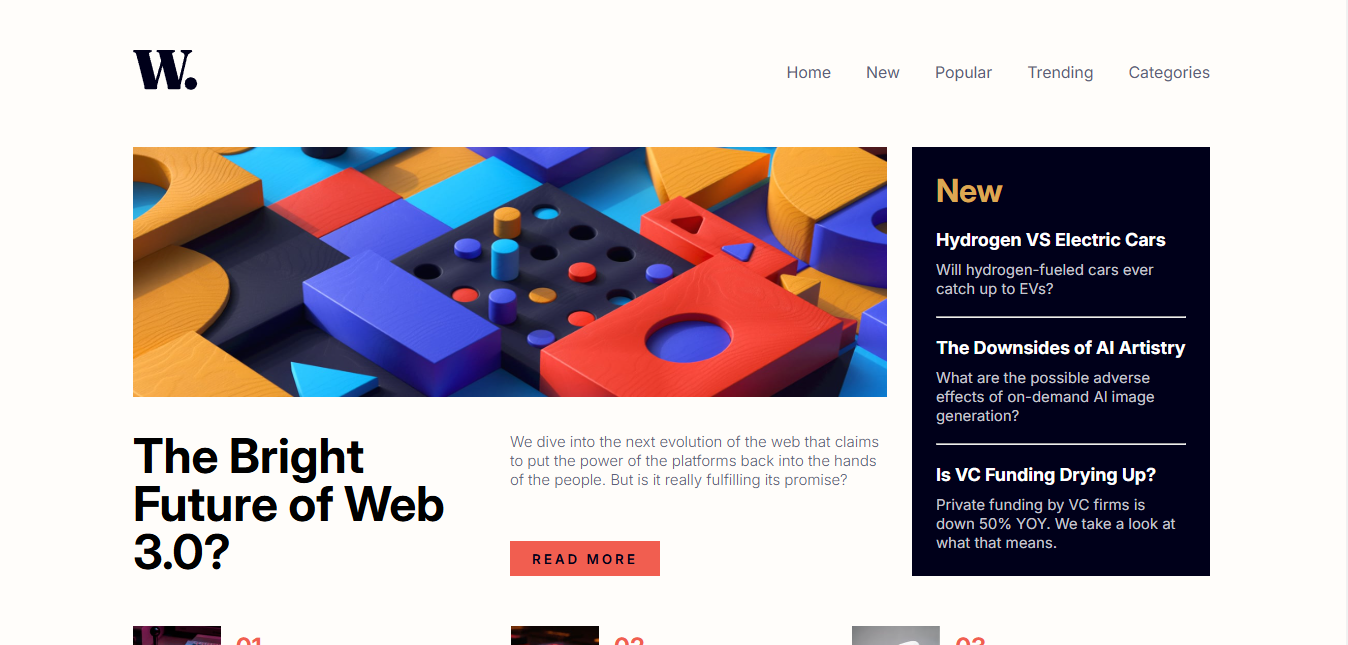 W.
Home New Popular Trending Categories
The Bright
Future of Web
3.0?
We dive into the next evolution of the web that claims
to put the power of the platforms back into the hands
of the people. But is it really fulfilling its promise?
READ MORE
New
Hydrogen VS Electric Cars
Will hydrogen-fueled cars ever
catch up to EVs?
The Downsides of AI Artistry
What are the possible adverse
effects of on-demand AI image
generation?
Is VC Funding Drying Up?
Private funding by VC firms is
down 50% YOY. We take a look at
what that means.
01 02 03